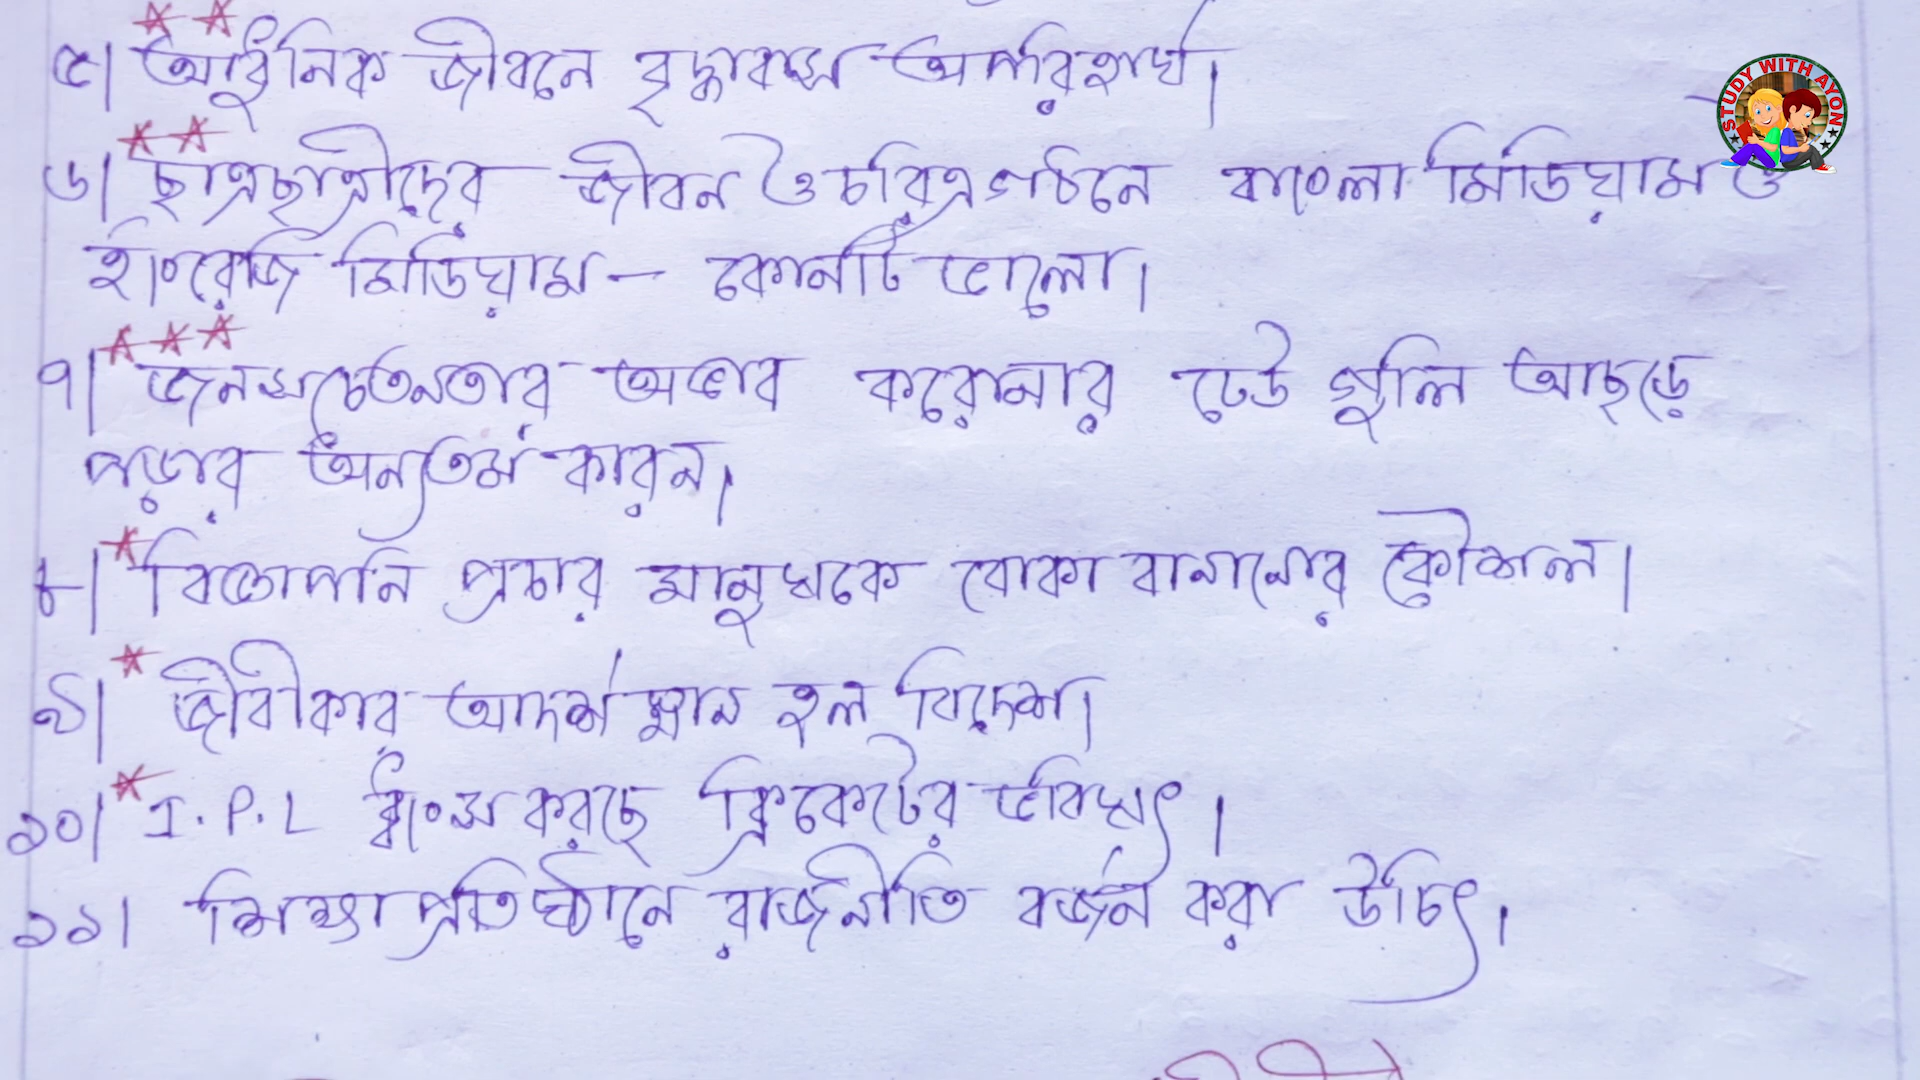 ৫। আধুনিক জীবনে বৃদ্ধাবাস অপরিহার্য।
STUDY WITH AYON
৬। ছাত্রছাত্রীদের জীবন ও চরিত্র গঠনে বাংলা মিডিয়াম ও
ইংরেজি মিডিয়াম - কোনটি ভালো।
৭। জনসচেতনতার অভাব করোনার ঢেউ গুলি আছড়ে
পড়ার অন্যতম কারন।
৮। বিজ্ঞাপনি প্রচার মানুষকে বোকা বানানোর কৌশল।
৯। জীবীকার আদর্শ স্থান হল বিদেশ।
১০। I.P.L ধ্বংস করছে ক্রিকেটের ভবিষ্যৎ।
১১। শিক্ষা প্রতিষ্ঠানে রাজনীতি বর্জন করা উচিৎ।